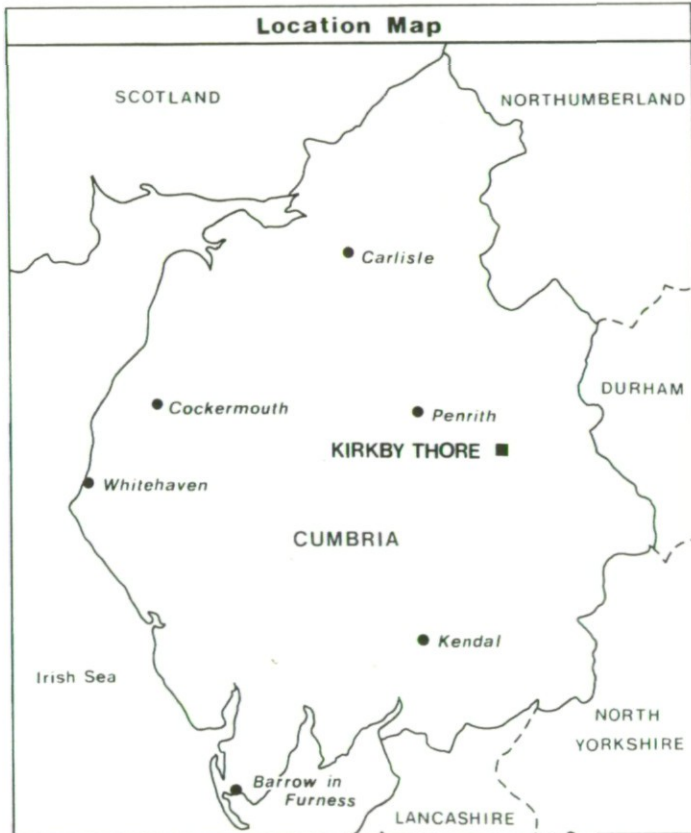 Location Map
SCOTLAND
NORTHUMBERLAND
Carlisle
DURHAM
Cockermouth
Penrith
KIRKBY THORE
Whitehaven
CUMBRIA
Kendal
Irish Sea
NORTH
YORKSHIRE
Barrow in
Furness
LANCASHIRE